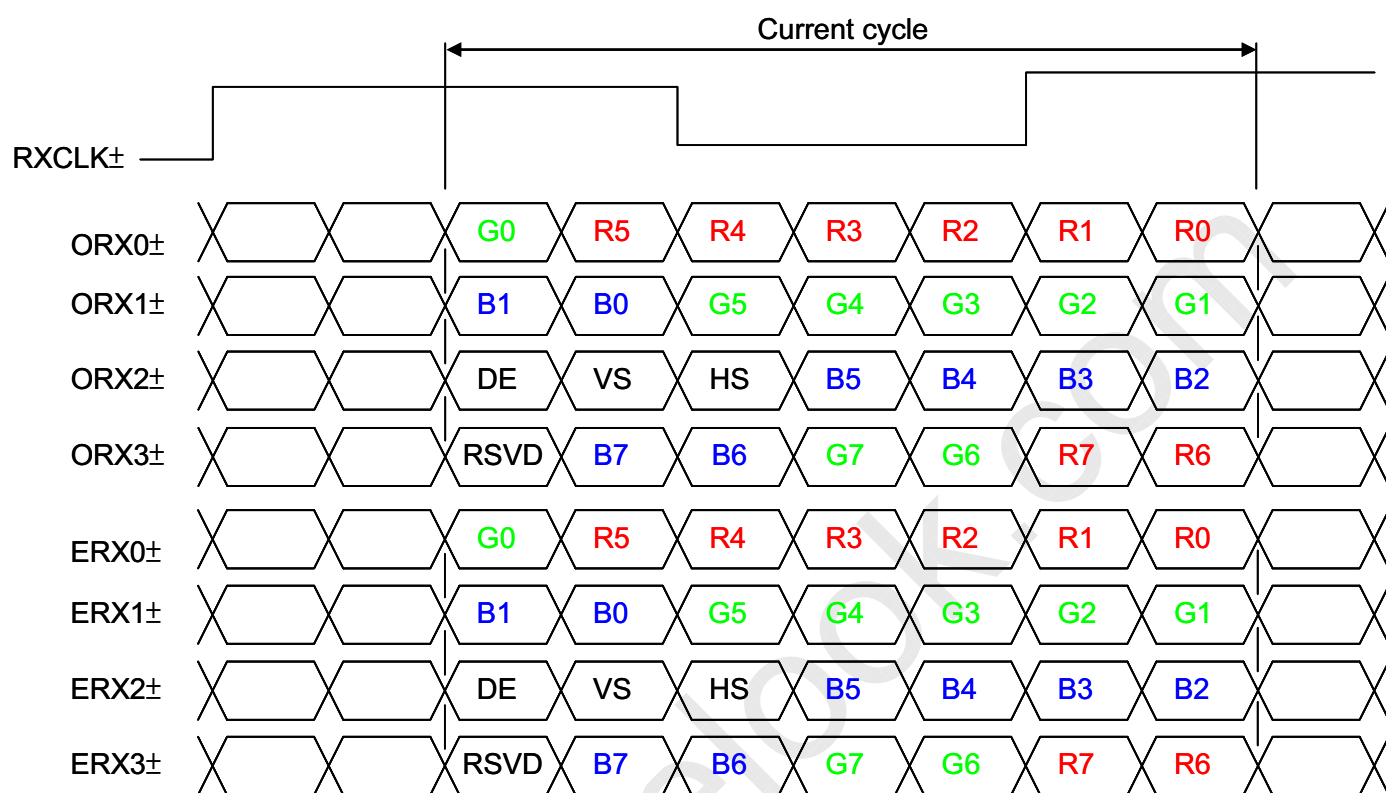 Current cycle
RXCLK±
ORX0± G0 R5 R4 R3 R2 R1 R0
ORX1± B1 B0 G5 G4 G3 G2 G1
ORX2± DE VS HS B5 B4 B3 B2
ORX3± RSVD B7 B6 G7 G6 R7 R6
ERX0± G0 R5 R4 R3 R2 R1 R0
ERX1± B1 B0 G5 G4 G3 G2 G1
ERX2± DE VS HS B5 B4 B3 B2
ERX3± RSVD B7 B6 G7 G6 R7 R6
elook.com